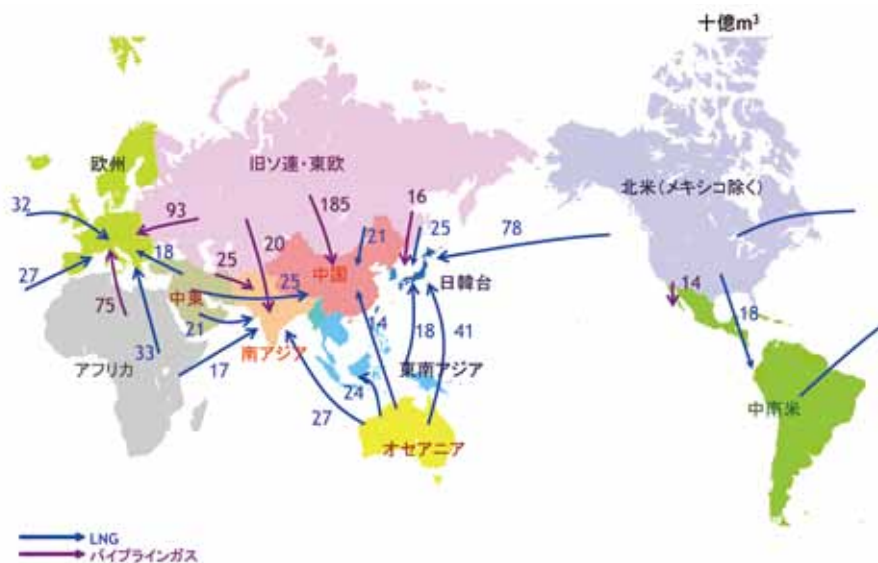 十億m³
欧州
旧ソ連・東欧
北米(メキシコ除く)
32
93
185
16
25
78
20
21
27
18
25
中国
25
日韓台
14
中東
75
21
14
18
41
18
33
南アジア
17
東南アジア
アフリカ
24
27
中南米
オセアニア
LNG
パイプラインガス